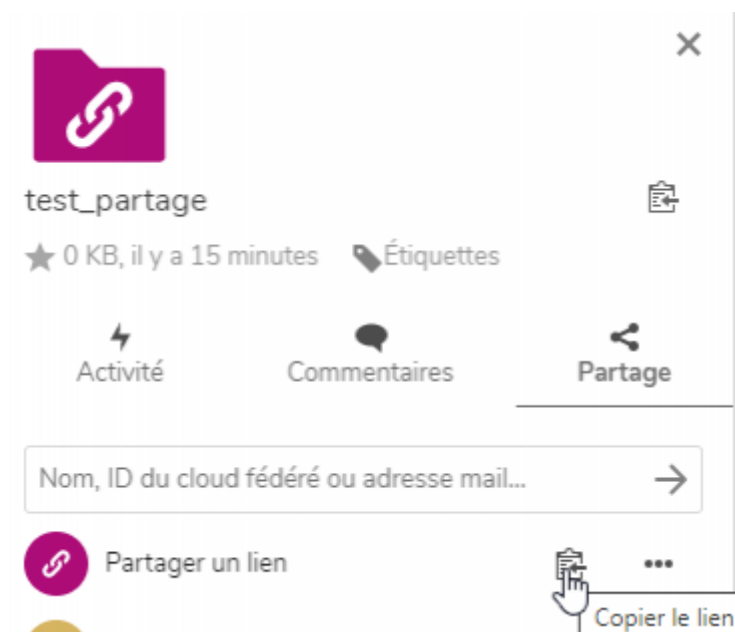 test_partage
0 KB, il y a 15 minutes Étiquettes
Activité Commentaires Partage
Nom, ID du cloud fédéré ou adresse mail...
Partager un lien
Copier le lien